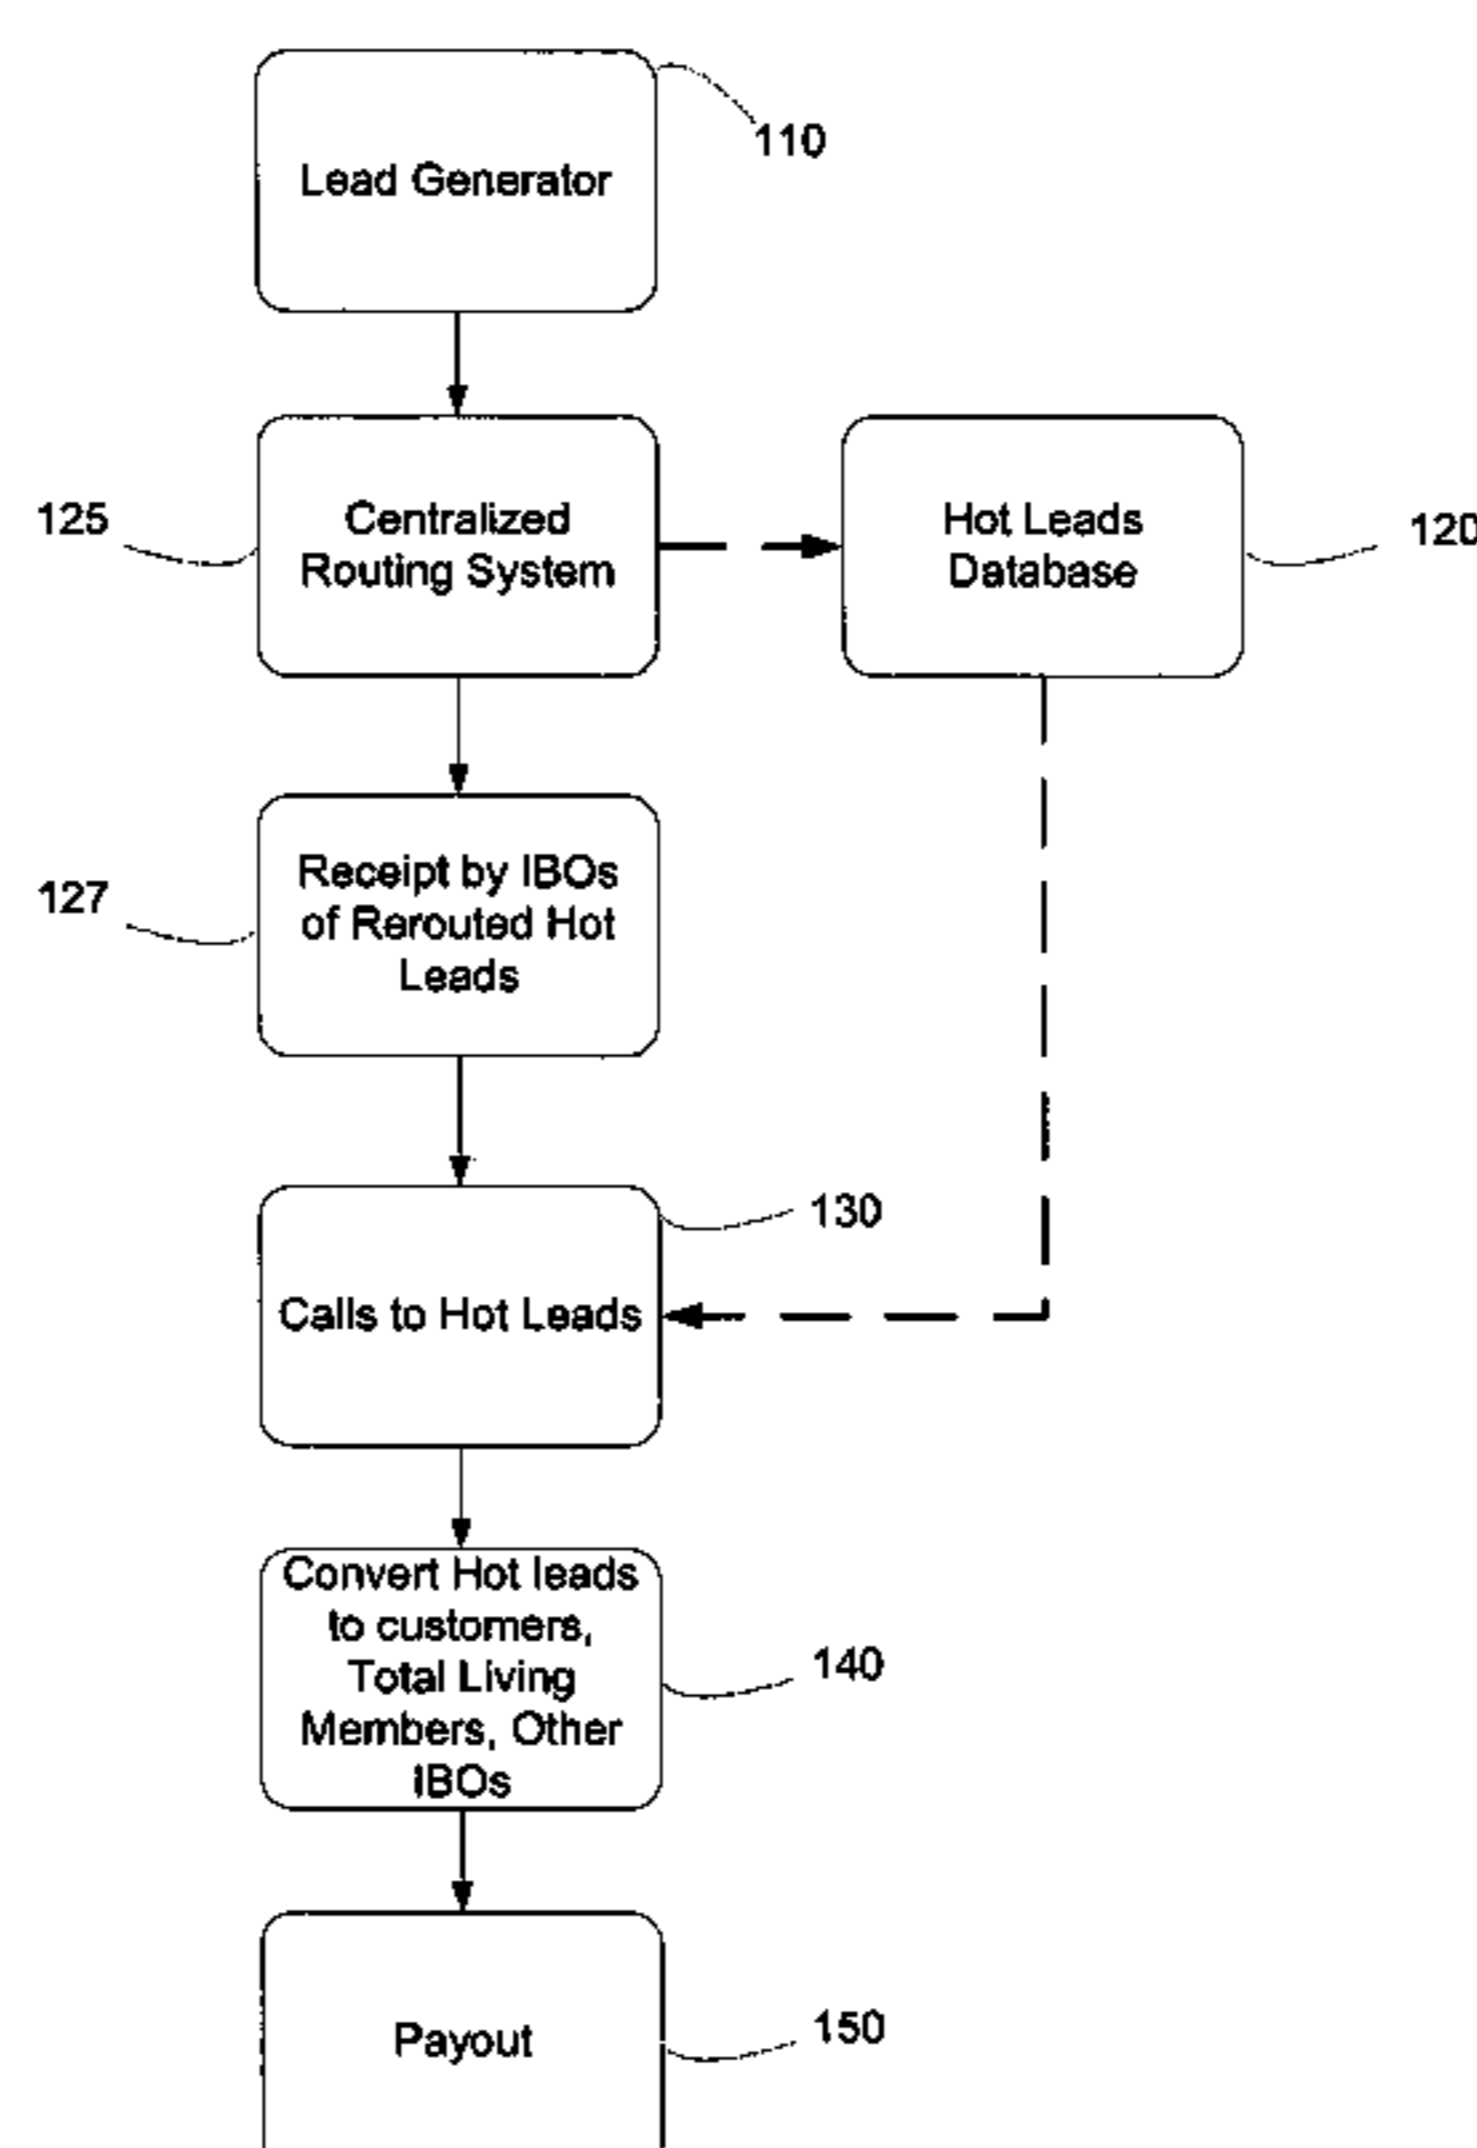 110
Lead Generator
125
Centralized
Routing System
Hot Leads
Database
120
127
Receipt by IBOs
of Rerouted Hot
Leads
130
Calls to Hot Leads
Convert Hot leads
to customers,
Total Living
Members, Other
IBOs
140
Payout
150